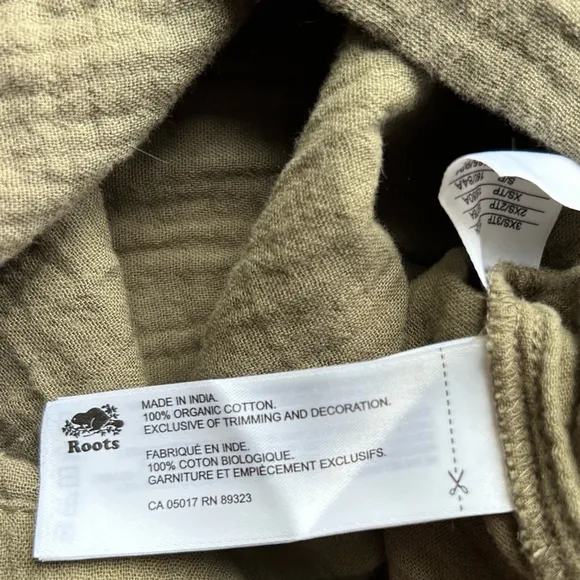 Roots
MADE IN INDIA.
100% ORGANIC COTTON.
EXCLUSIVE OF TRIMMING AND DECORATION.
FABRIQUÉ EN INDE.
100% COTON BIOLOGIQUE.
GARNITURE ET EMPIÈCEMENT EXCLUSIFS.
CA 05017 RN 89323
3XS/3TP
2XS/2TP
XS/TP
S/P